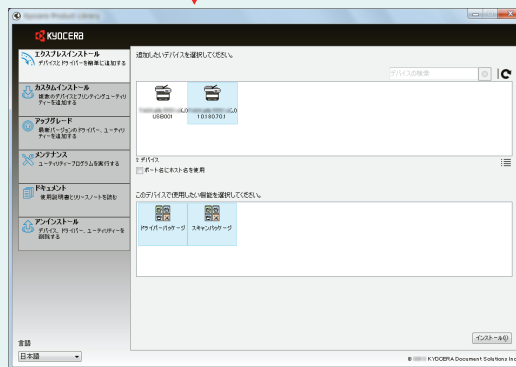 KYOCERA
エクスプレスインストール
デバイスとドライバーを簡単に追加する
カスタムインストール
複数のデバイスとプリンティングユーティリ
ティーを追加する
アップグレード
最新バージョンのドライバー、ユーティリ
ティーを追加する
メンテナンス
ユーティリティープログラムを実行する
ドキュメント
使用説明書とリリースノートを読む
アンインストール
デバイス、ドライバー、ユーティリティーを
削除する
言語
日本語
追加したいデバイスを選択してください。
デバイスの検索
USB001
10.180.70.1
2 デバイス
ポート名にホスト名を使用
このデバイスで使用したい機能を選択してください。
ドライバーパッケージ
スキャンパッケージ
インストール(I)
© KYOCERA Document Solutions Inc.